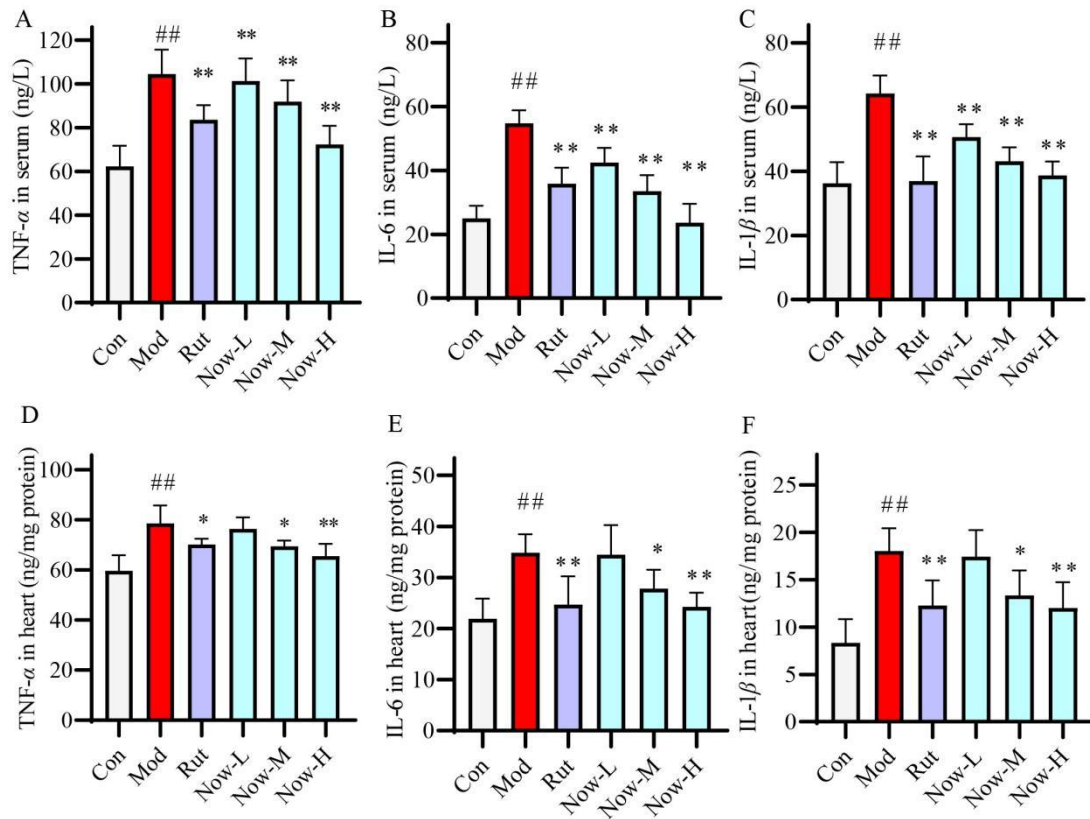 A
TNF-α in serum (ng/L)
120
100
80
60
40
20
0
##
**
**
**
**
Con
Mod
Rut
Now-L
Now-M
Now-H
B
IL-6 in serum (ng/L)
80
60
40
20
0
##
**
**
**
**
Con
Mod
Rut
Now-L
Now-M
Now-H
C
IL-1β in serum (ng/L)
80
60
40
20
0
##
**
**
**
**
Con
Mod
Rut
Now-L
Now-M
Now-H
D
TNF-α in heart (ng/mg protein)
100
80
60
40
20
0
##
*
*
**
Con
Mod
Rut
Now-L
Now-M
Now-H
E
IL-6 in heart (ng/mg protein)
50
40
30
20
10
0
##
**
*
**
Con
Mod
Rut
Now-L
Now-M
Now-H
F
IL-1β in heart (ng/mg protein)
25
20
15
10
5
0
##
**
*
**
Con
Mod
Rut
Now-L
Now-M
Now-H